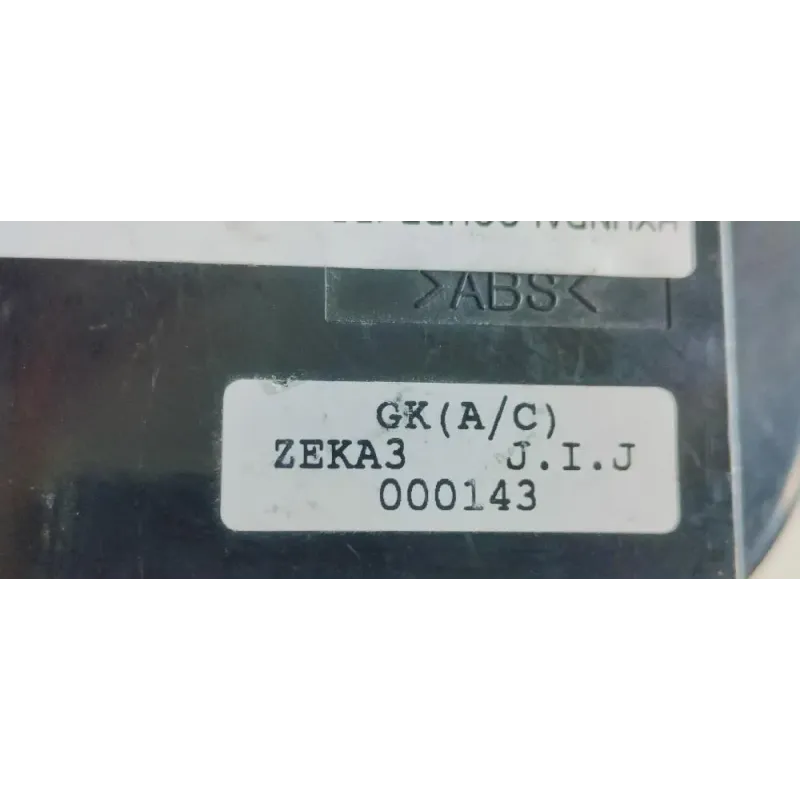 >ABS<
GK(A/C)
ZEKA3 J.I.J
000143